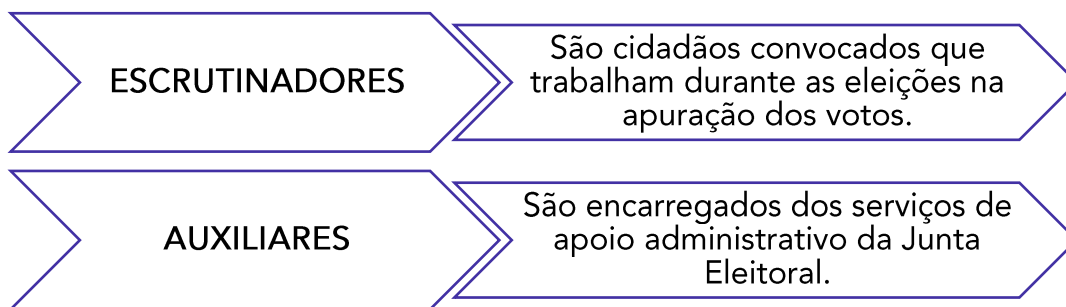 ESCRUTINADORES
São cidadãos convocados que
trabalham durante as eleições na
apuração dos votos.
AUXILIARES
São encarregados dos serviços de
apoio administrativo da Junta
Eleitoral.